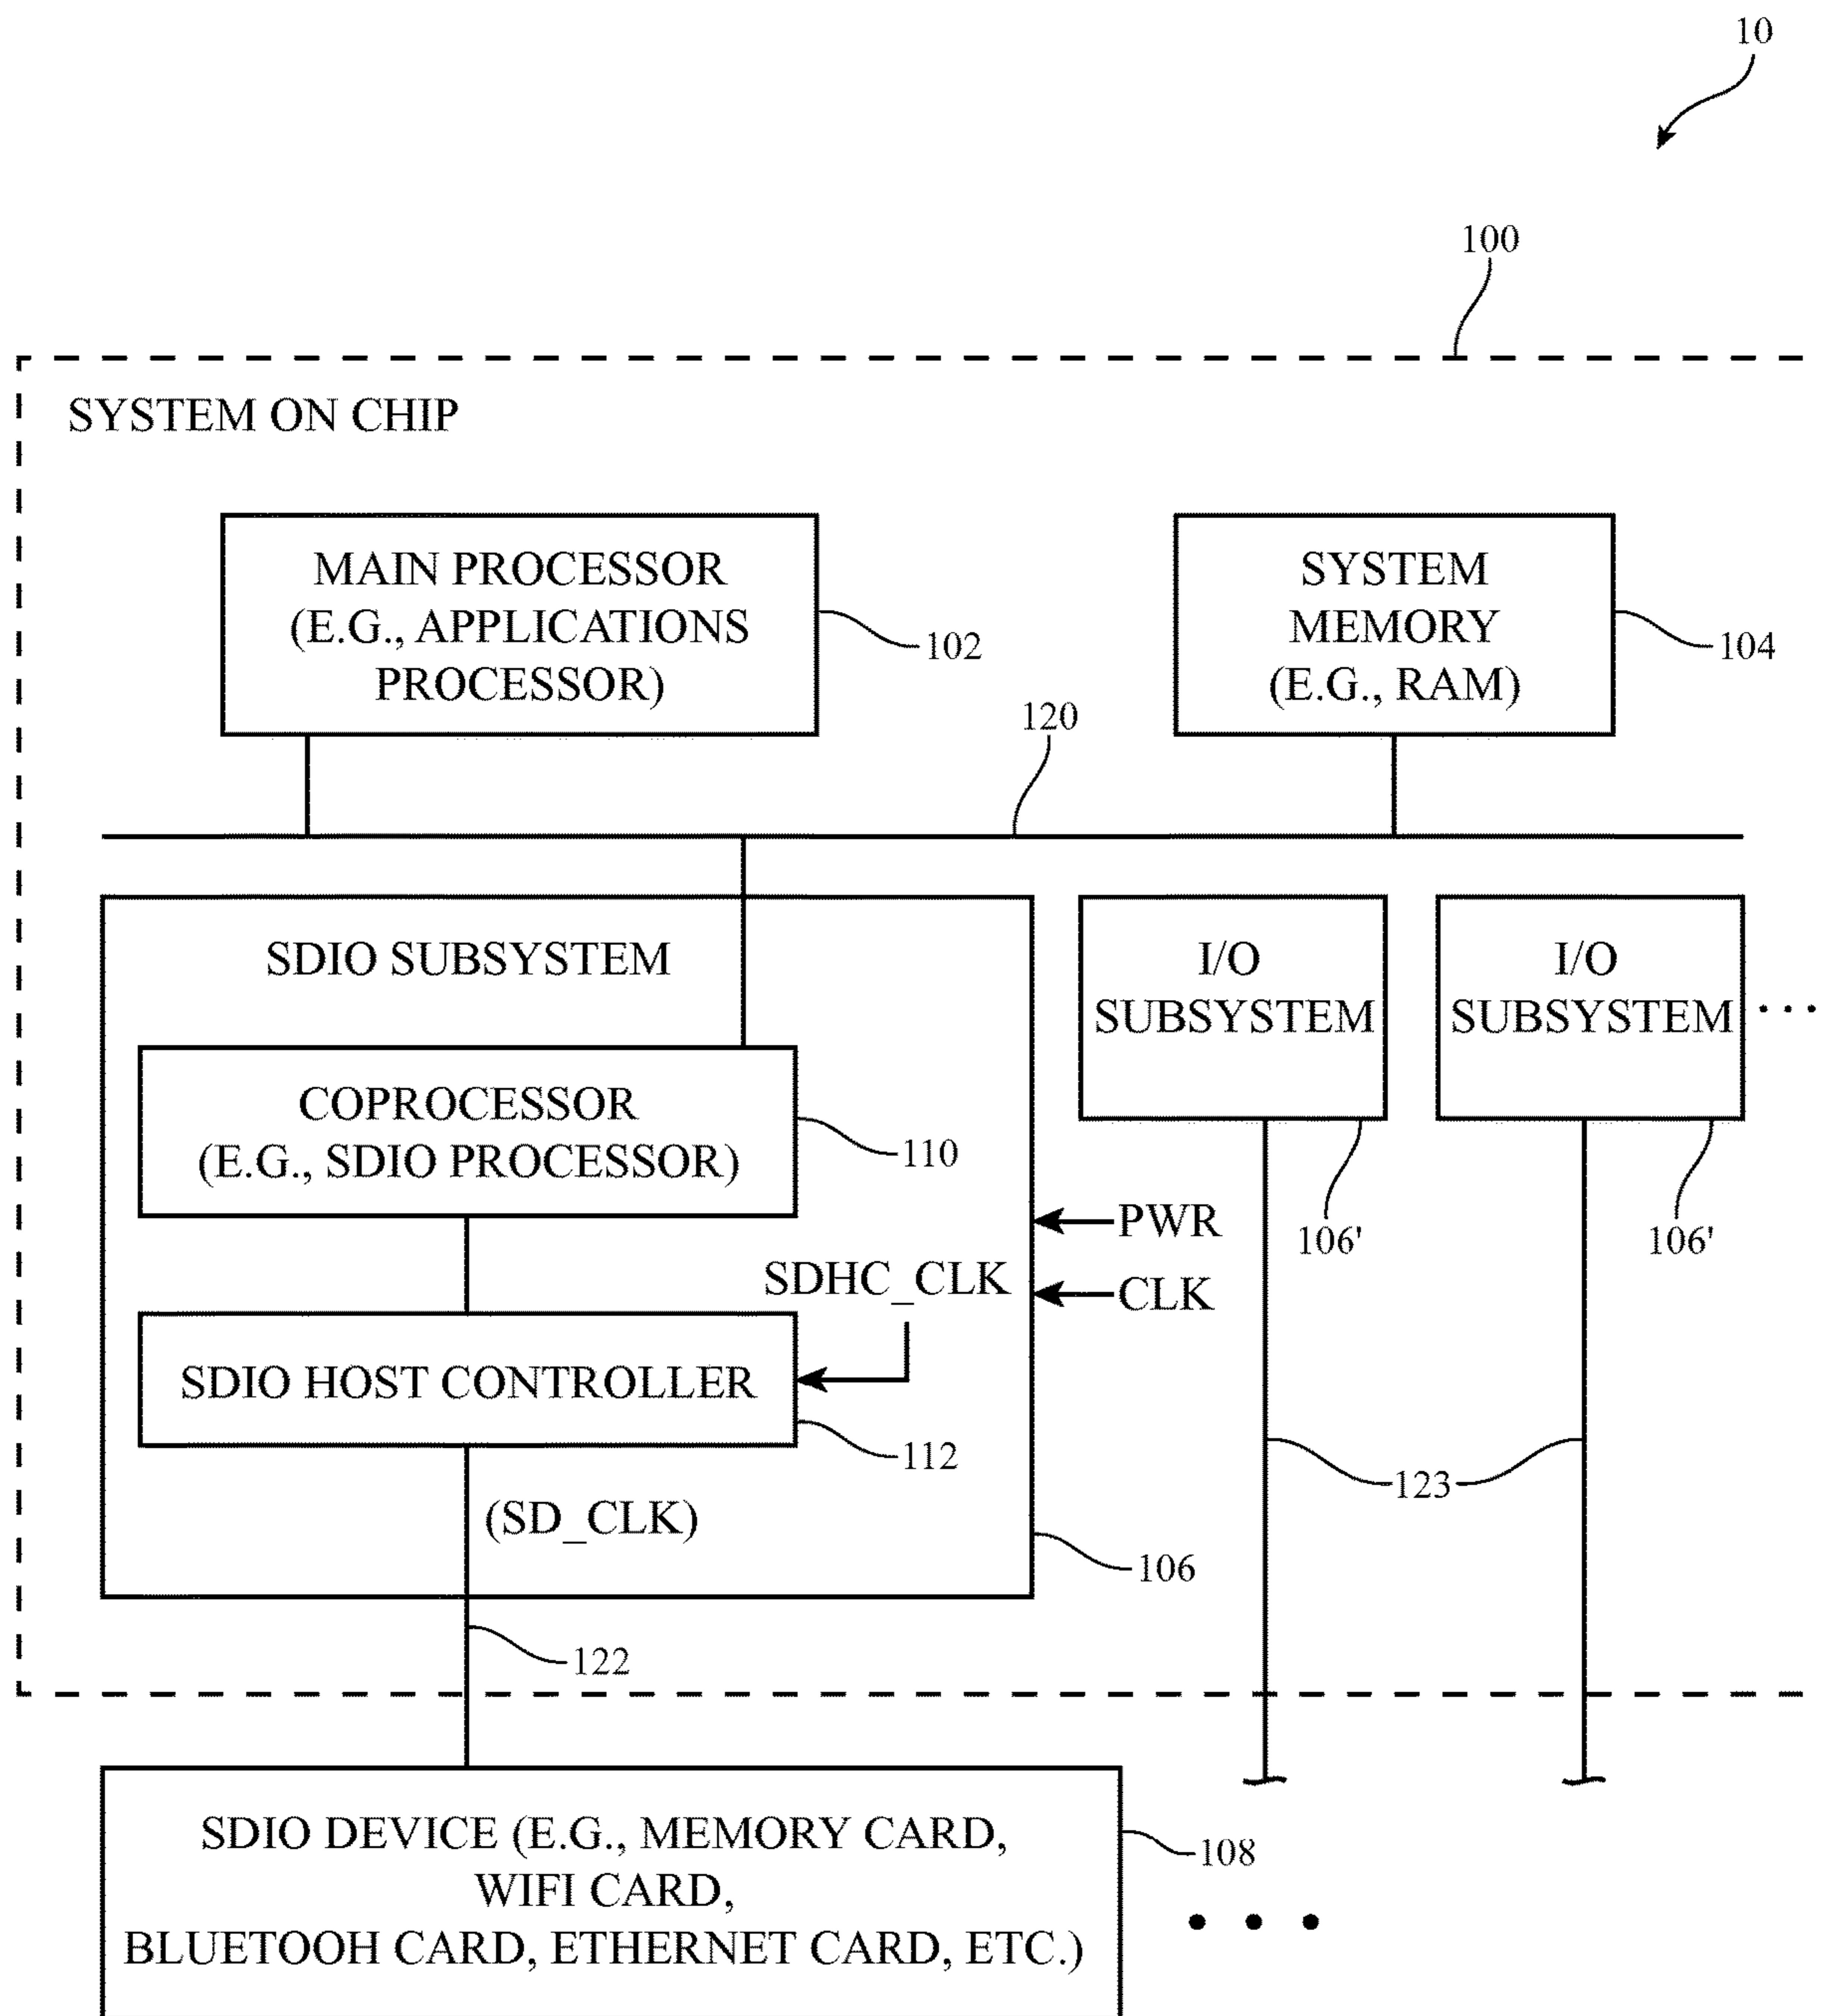 10
100
SYSTEM ON CHIP
MAIN PROCESSOR
(E.G., APPLICATIONS
PROCESSOR)
102
SYSTEM
MEMORY
(E.G., RAM)
104
120
SDIO SUBSYSTEM
I/O
SUBSYSTEM
I/O
SUBSYSTEM
...
COPROCESSOR
(E.G., SDIO PROCESSOR)
110
PWR
106'
106'
SDHC_CLK
CLK
SDIO HOST CONTROLLER
112
123
(SD_CLK)
106
122
SDIO DEVICE (E.G., MEMORY CARD,
WIFI CARD,
BLUETOOH CARD, ETHERNET CARD, ETC.)
108
...